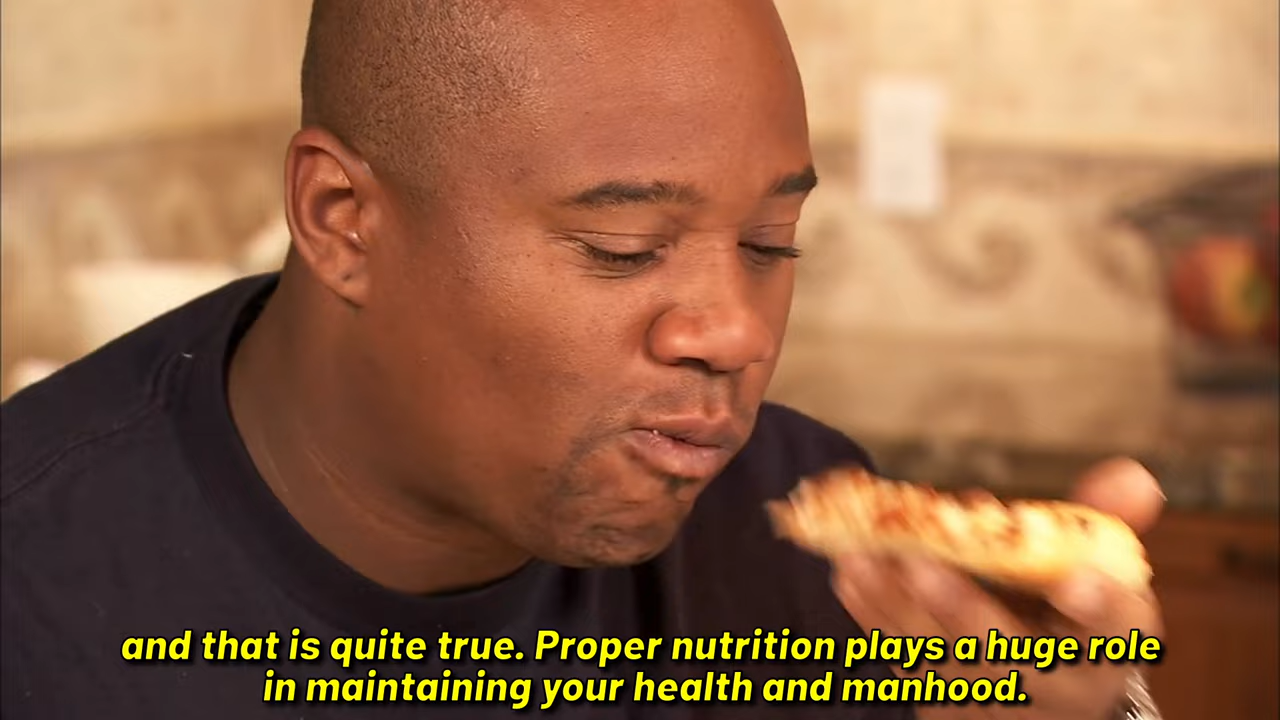 and that is quite true. Proper nutrition plays a huge role
in maintaining your health and manhood.